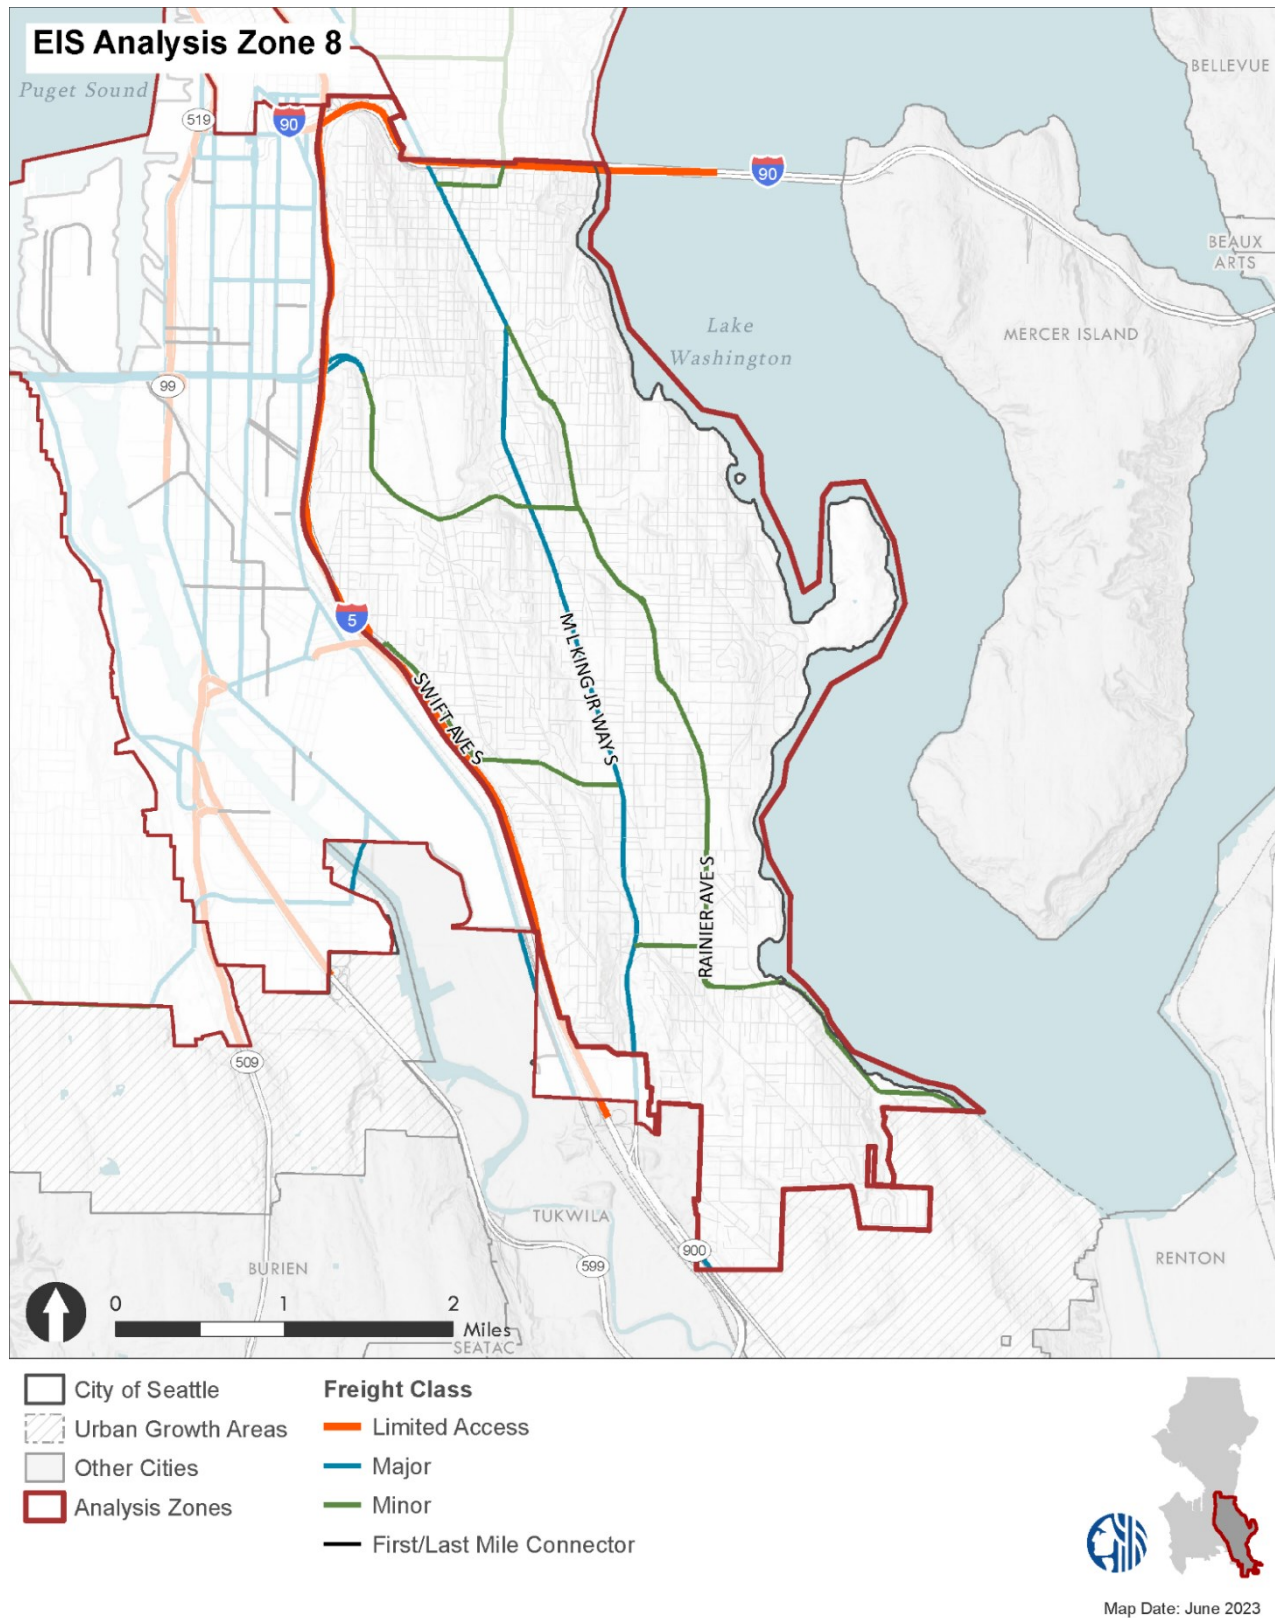 EIS Analysis Zone 8
Puget Sound
519
90
90
BELLEVUE
BEAUX
ARTS
Lake
Washington
MERCER ISLAND
99
5
SWIFT AVE S
M L KING JR WAY S
RAINIER AVE S
509
TUKWILA
900
599
BURIEN
RENTON
SEATAC
0 1 2
Miles
City of Seattle
Urban Growth Areas
Other Cities
Analysis Zones
Freight Class
Limited Access
Major
Minor
First/Last Mile Connector
Map Date: June 2023